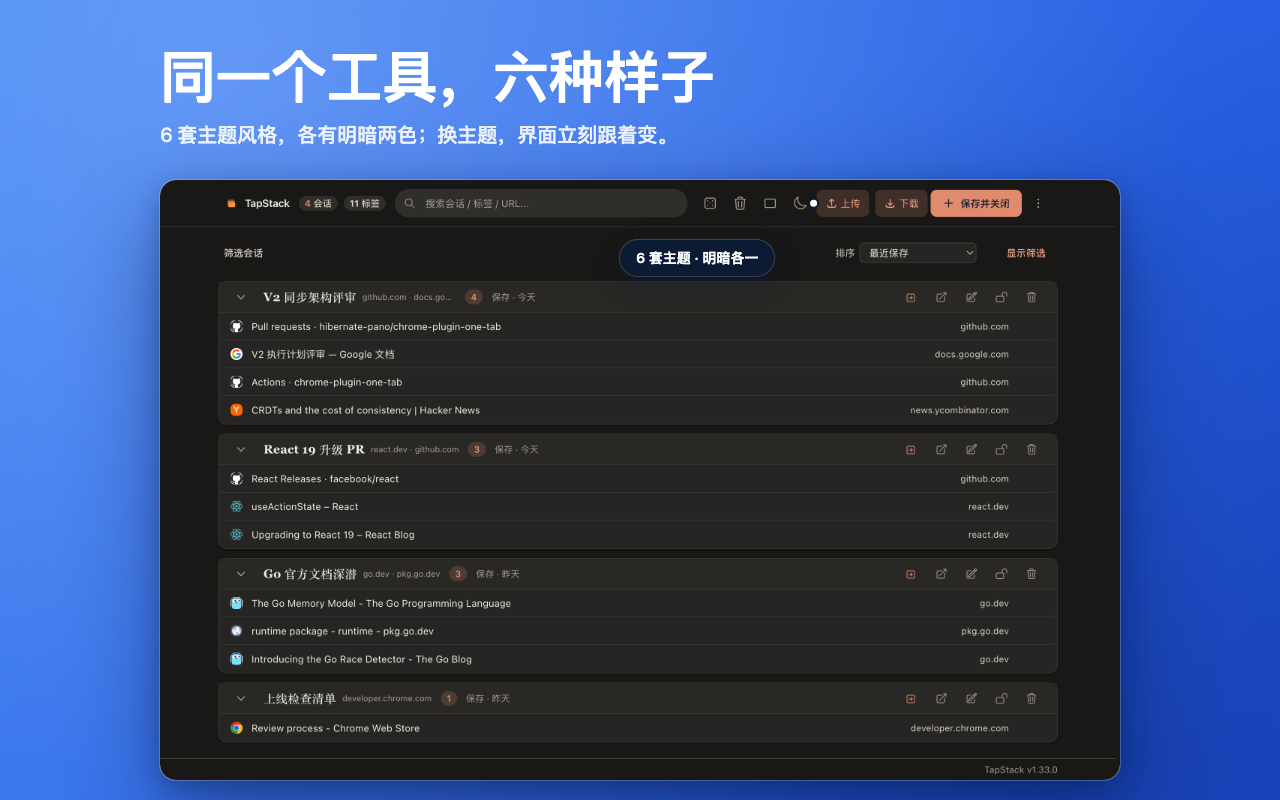 同一个工具，六种样子
6 套主题风格，各有明暗两色；换主题，界面立刻跟着变。
TapStack 4 会话 11 标签 搜索会话 / 标签 / URL... 上传 下载 保存并关闭
筛选会话 6 套主题 · 明暗各一 排序 最近保存 显示筛选
V2 同步架构评审 github.com · docs.go... 4 保存 · 今天
Pull requests · hibernate-pano/chrome-plugin-one-tab github.com
V2 执行计划评审 — Google 文档 docs.google.com
Actions · chrome-plugin-one-tab github.com
CRDTs and the cost of consistency | Hacker News news.ycombinator.com
React 19 升级 PR react.dev · github.com 3 保存 · 今天
React Releases · facebook/react github.com
useActionState – React react.dev
Upgrading to React 19 – React Blog react.dev
Go 官方文档深潜 go.dev · pkg.go.dev 3 保存 · 昨天
The Go Memory Model - The Go Programming Language go.dev
runtime package - runtime - pkg.go.dev pkg.go.dev
Introducing the Go Race Detector - The Go Blog go.dev
上线检查清单 developer.chrome.com 1 保存 · 昨天
Review process - Chrome Web Store developer.chrome.com
TapStack v1.33.0